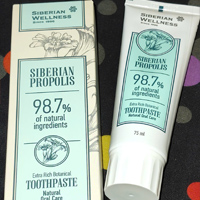 SIBERIAN
WELLNESS
SIBERIAN
PROPOLIS
98.7%
of natural
ingredients
Extra Rich Botanical
TOOTHPASTE
Natural Oral Care
SIBERIAN
WELLNESS
SIBERIAN
PROPOLIS
98.7%
of natural
ingredients
Extra Rich Botanical
TOOTHPASTE
Natural Oral Care
75 ml